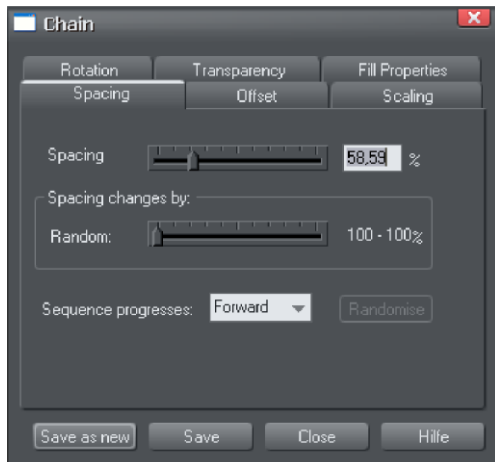 Chain
Rotation Transparency Fill Properties
Spacing Offset Scaling
Spacing 58,59 %
Spacing changes by:
Random: 100 - 100%
Sequence progresses: Forward Randomise
Save as new Save Close Hilfe